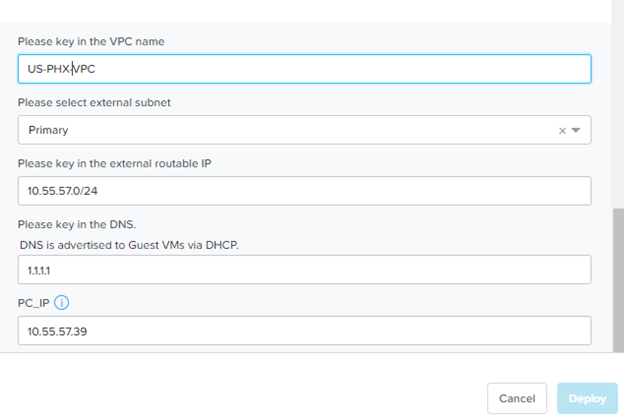 Please key in the VPC name
US-PHX-VPC
Please select external subnet
Primary
Please key in the external routable IP
10.55.57.0/24
Please key in the DNS.
DNS is advertised to Guest VMs via DHCP.
1.1.1.1
PC_IP
10.55.57.39
Cancel
Deploy